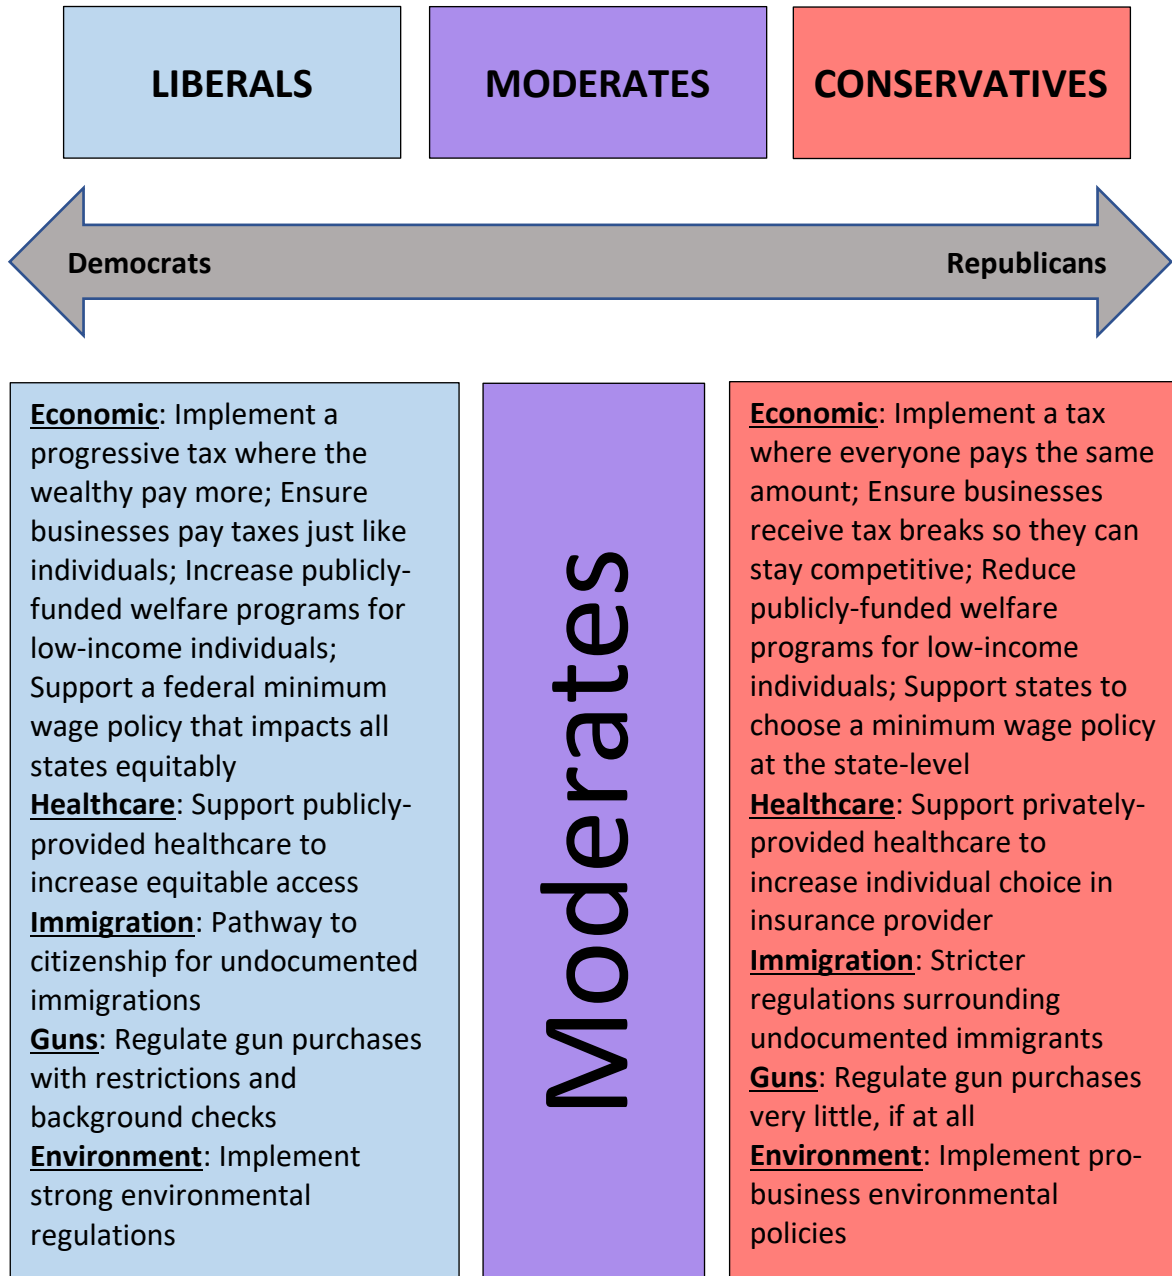 LIBERALS
MODERATES
CONSERVATIVES
Democrats
Republicans
Economic: Implement a
progressive tax where the
wealthy pay more; Ensure
businesses pay taxes just like
individuals; Increase publicly-
funded welfare programs for
low-income individuals;
Support a federal minimum
wage policy that impacts all
states equitably
Healthcare: Support publicly-
provided healthcare to
increase equitable access
Immigration: Pathway to
citizenship for undocumented
immigrations
Guns: Regulate gun purchases
with restrictions and
background checks
Environment: Implement
strong environmental
regulations
Moderates
Economic: Implement a tax
where everyone pays the same
amount; Ensure businesses
receive tax breaks so they can
stay competitive; Reduce
publicly-funded welfare
programs for low-income
individuals; Support states to
choose a minimum wage policy
at the state-level
Healthcare: Support privately-
provided healthcare to
increase individual choice in
insurance provider
Immigration: Stricter
regulations surrounding
undocumented immigrants
Guns: Regulate gun purchases
very little, if at all
Environment: Implement pro-
business environmental
policies